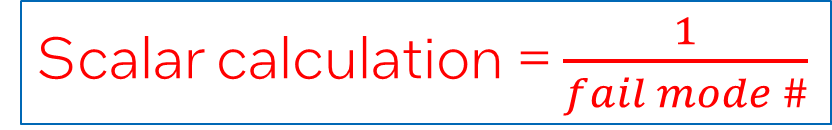 Scalar calculation = 1
fail mode #